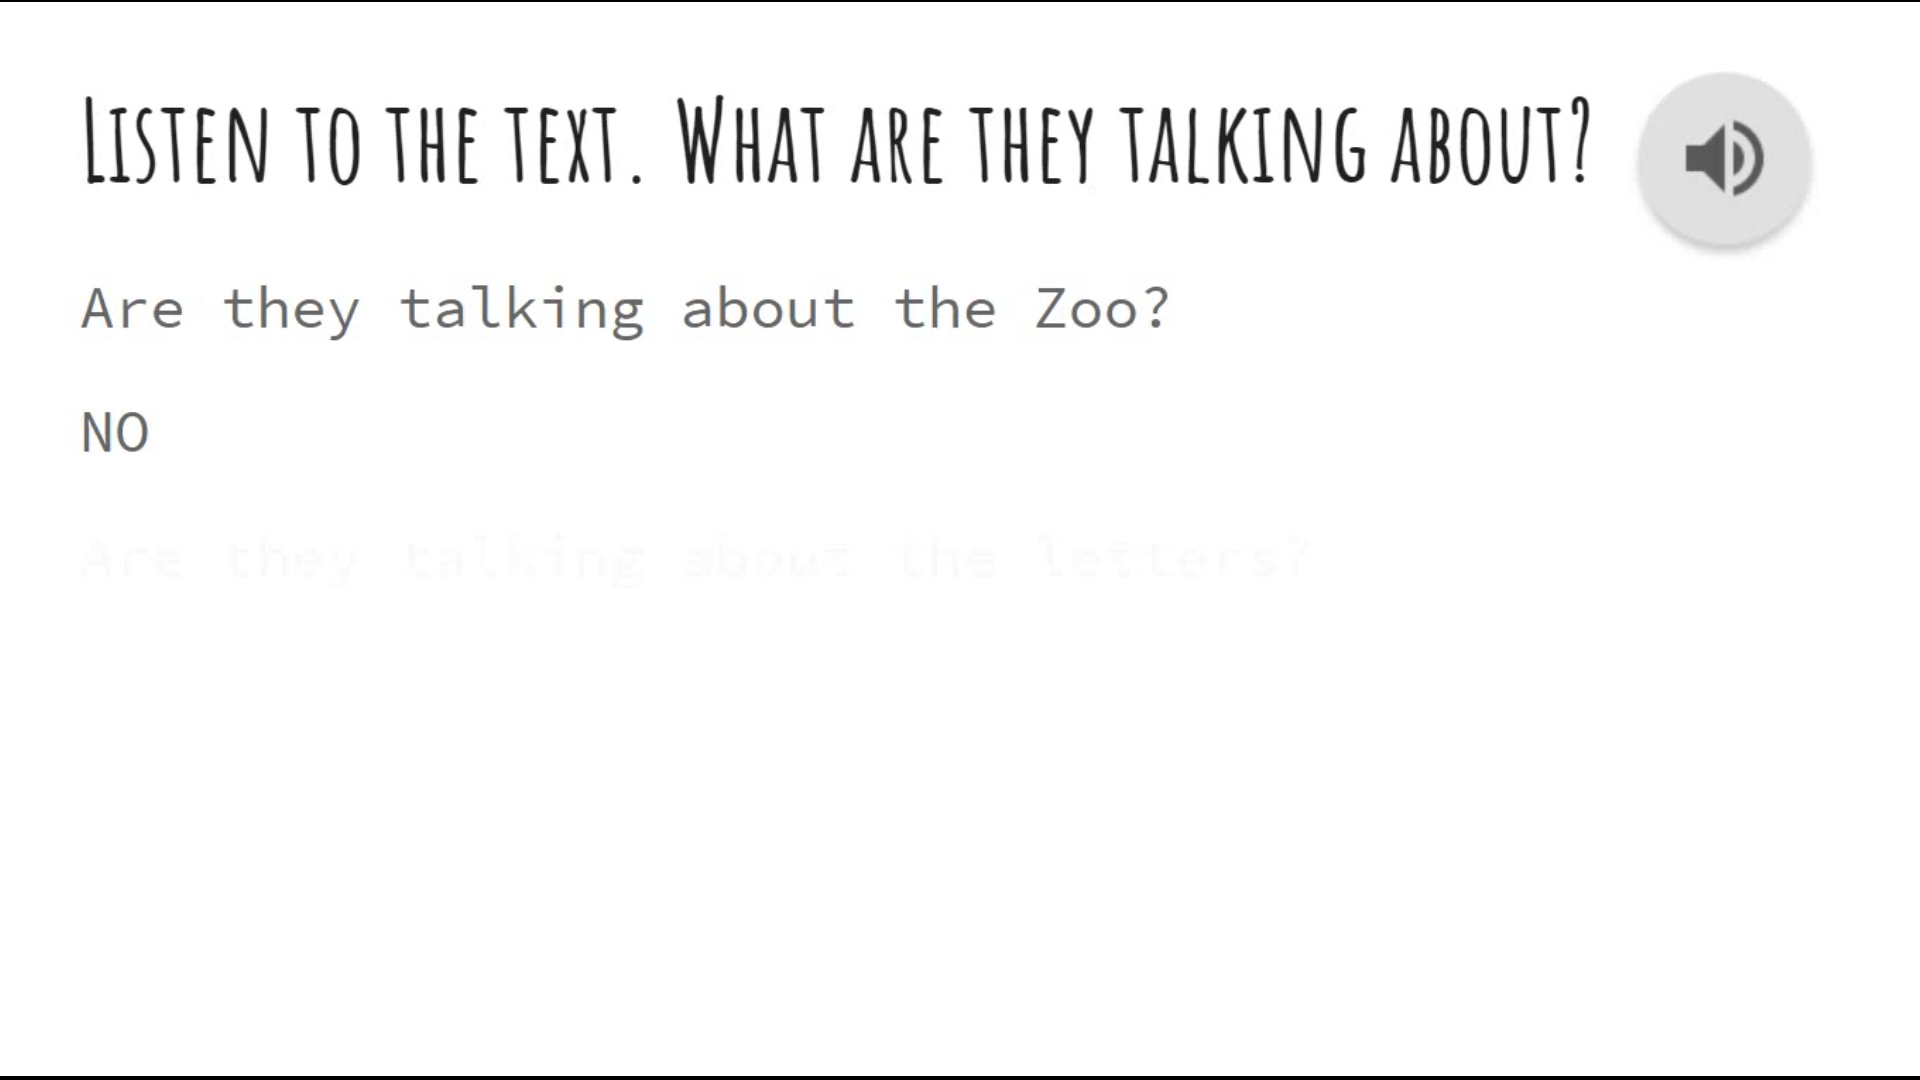 LISTEN TO THE TEXT. WHAT ARE THEY TALKING ABOUT?
Are they talking about the Zoo?
NO
Are they talking about the letters?